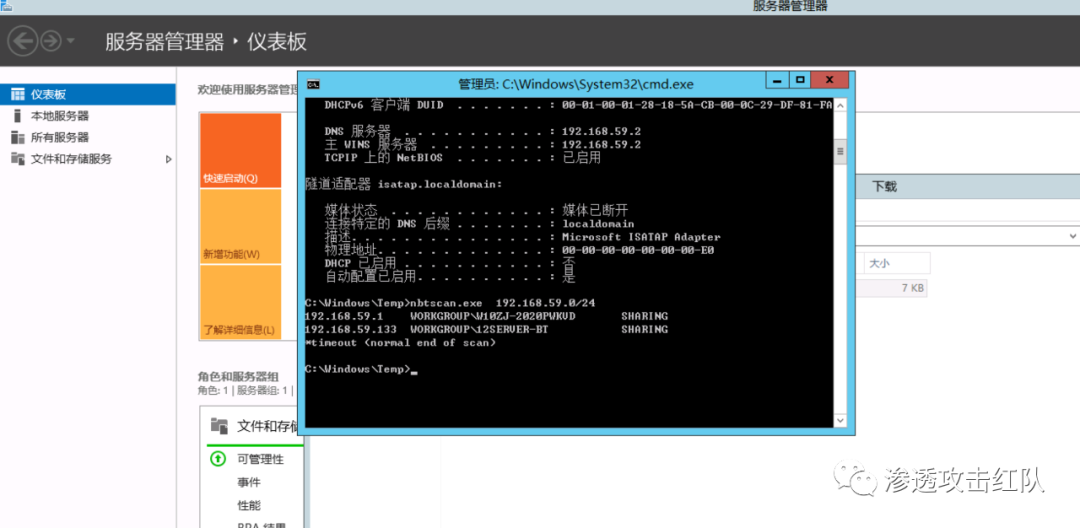 服务器管理器
服务器管理器 · 仪表板
仪表板
本地服务器
所有服务器
文件和存储服务
欢迎使用服务器管理
快速启动(Q)
新增功能(W)
了解详细信息(L)
角色和服务器组
角色: 1 | 服务器组: 1 |
文件和存储
可管理性
事件
性能
BPA 结果
管理员: C:\Windows\System32\cmd.exe
DHCPv6 客户端 DUID . . . . . . . : 00-01-00-01-28-18-5A-CB-00-0C-29-DF-81-FA
DNS 服务器 . . . . . . . . . . . : 192.168.59.2
主 WINS 服务器 . . . . . . . . . : 192.168.59.2
TCPIP 上的 NetBIOS . . . . . . . : 已启用
隧道适配器 isatap.localdomain:
媒体状态 . . . . . . . . . . . . : 媒体已断开
连接特定的 DNS 后缀 . . . . . . . : localdomain
描述. . . . . . . . . . . . . . . : Microsoft ISATAP Adapter
物理地址. . . . . . . . . . . . . : 00-00-00-00-00-00-00-E0
DHCP 已启用 . . . . . . . . . . . : 否
自动配置已启用. . . . . . . . . . : 是
C:\Windows\Temp>nbtscan.exe  192.168.59.0/24
192.168.59.1    WORKGROUP\W10ZJ-2020PWKVD       SHARING
192.168.59.133  WORKGROUP\12SERVER-BT           SHARING
*timeout (normal end of scan)
C:\Windows\Temp>_
下载
大小
7 KB
渗透攻击红队